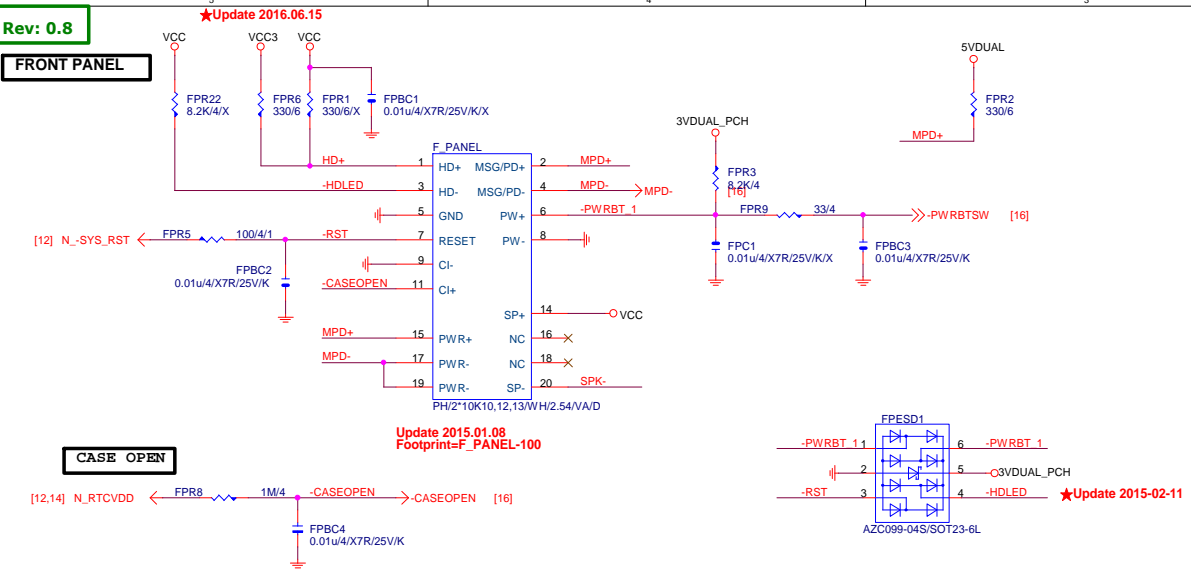 5
4
3
★Update 2016.06.15
Rev: 0.8
FRONT PANEL
VCC
VCC3
VCC
5VDUAL
FPR22
8.2K/4/X
FPR6
330/6
FPR1
330/6/X
FPBC1
0.01u/4/X7R/25V/K/X
FPR2
330/6
MPD+
3VDUAL_PCH
FPR3
8.2K/4
F_PANEL
HD+
1
HD+
MSG/PD+
2
MPD+
-HDLED
3
HD-
MSG/PD-
4
MPD-
MPD-
[16]
5
GND
PW+
6
-PWRBT_1
FPR9
33/4
-PWRBTSW
[16]
[12] N_-SYS_RST
FPR5
100/4/1
-RST
7
RESET
PW-
8
9
CI-
FPC1
0.01u/4/X7R/25V/K/X
FPBC3
0.01u/4/X7R/25V/K
FPBC2
0.01u/4/X7R/25V/K
-CASEOPEN
11
CI+
SP+
14
VCC
MPD+
15
PWR+
NC
16
MPD-
17
PWR-
NC
18
19
PWR-
SP-
20
SPK-
PH/2*10K10,12,13/WH/2.54/VA/D
Update 2015.01.08
Footprint=F_PANEL-100
CASE OPEN
[12,14] N_RTCVDD
FPR8
1M/4
-CASEOPEN
-CASEOPEN
[16]
FPBC4
0.01u/4/X7R/25V/K
FPESD1
-PWRBT_1
1
6
-PWRBT_1
2
5
3VDUAL_PCH
-RST
3
4
-HDLED
★Update 2015-02-11
AZC099-04S/SOT23-6L